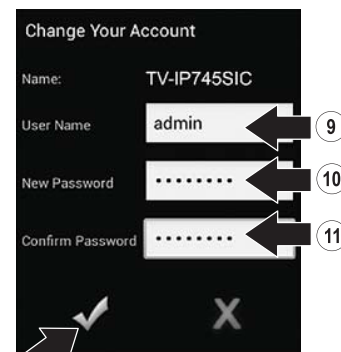 Change Your Account
Name: TV-IP745SIC
User Name admin 9
New Password •••••••• 10
Confirm Password •••••••• 11
X